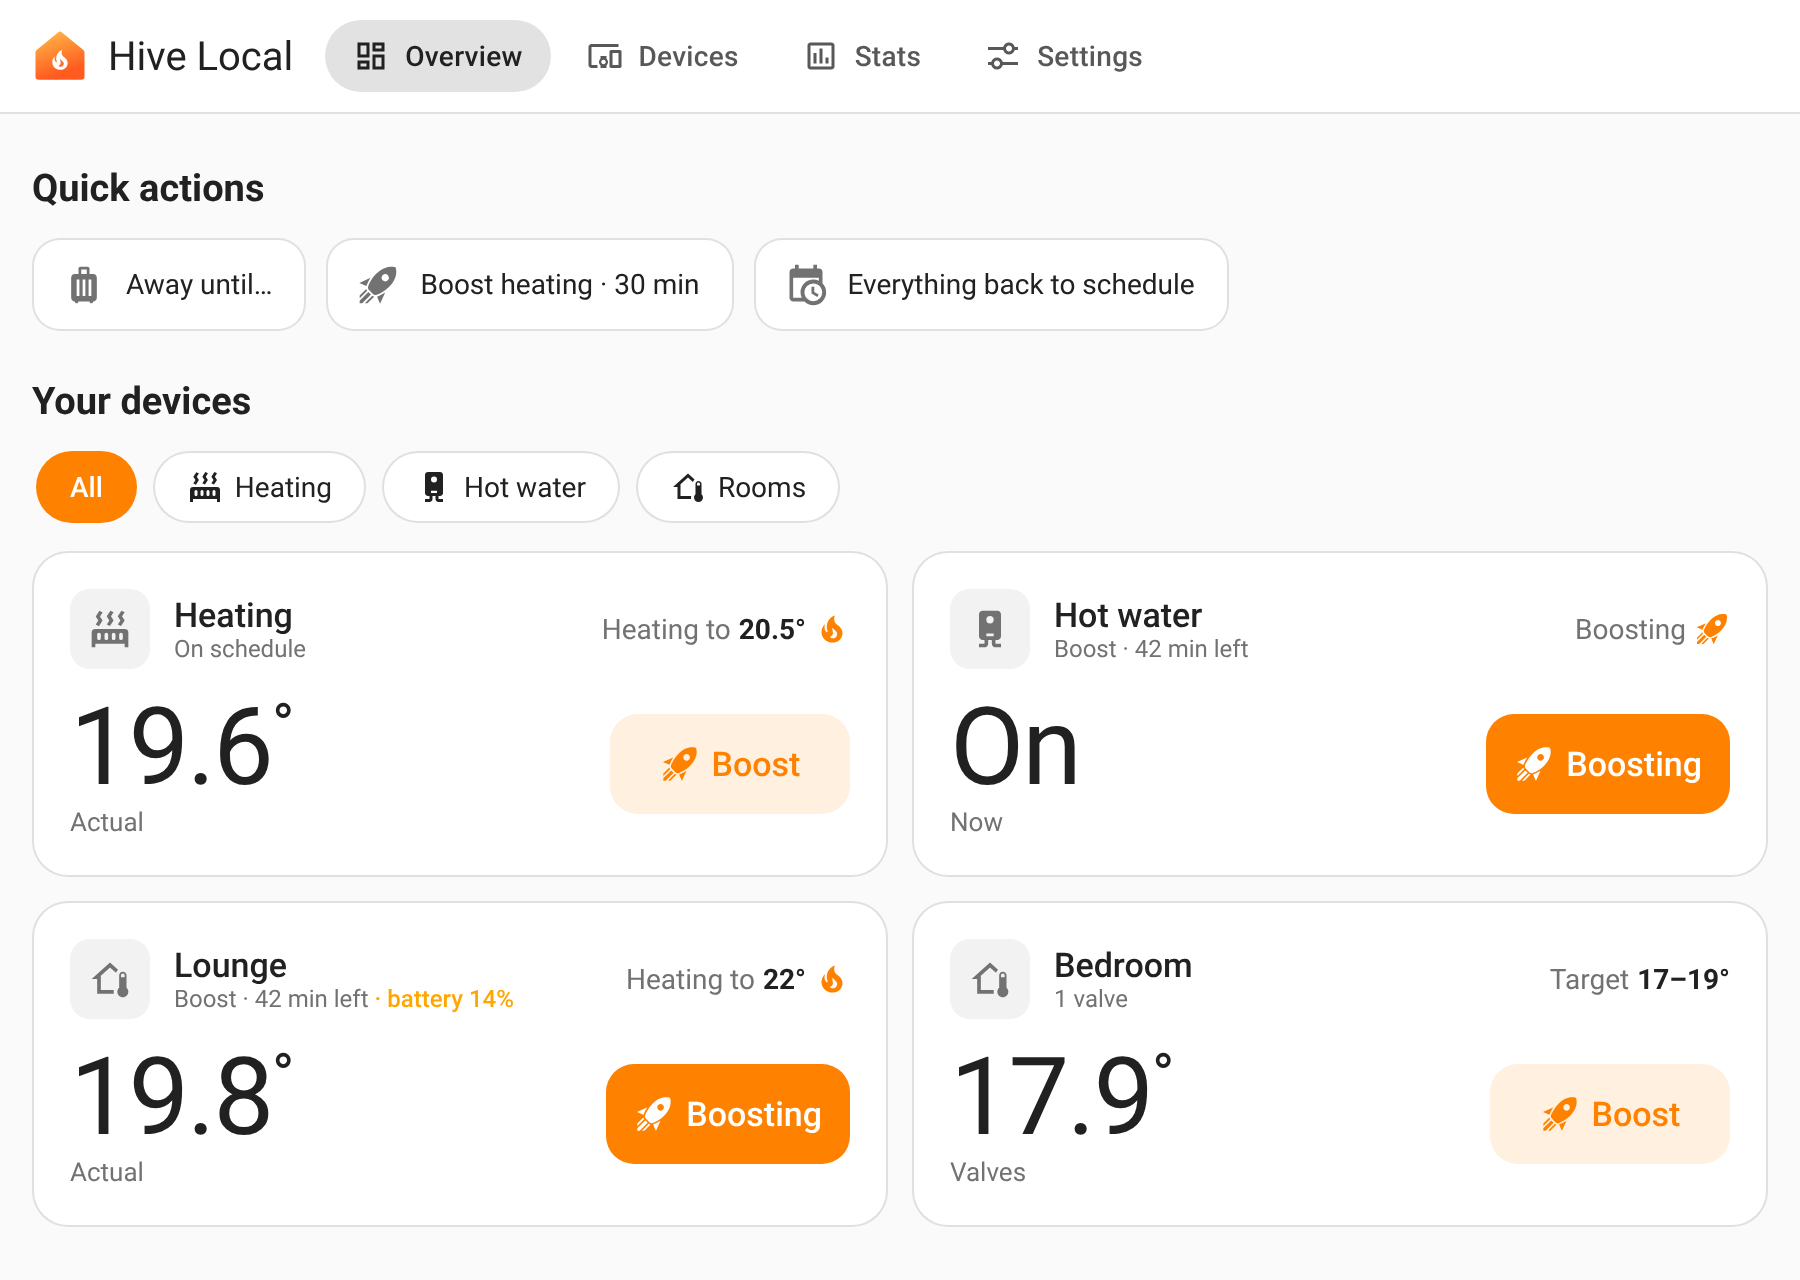 Hive Local
Overview
Devices
Stats
Settings
Quick actions
Away until...
Boost heating · 30 min
Everything back to schedule
Your devices
All
Heating
Hot water
Rooms
Heating
On schedule
Heating to 20.5°
19.6°
Actual
Boost
Hot water
Boost · 42 min left
Boosting
On
Now
Boosting
Lounge
Boost · 42 min left · battery 14%
Heating to 22°
19.8°
Actual
Boosting
Bedroom
1 valve
Target 17–19°
17.9°
Valves
Boost